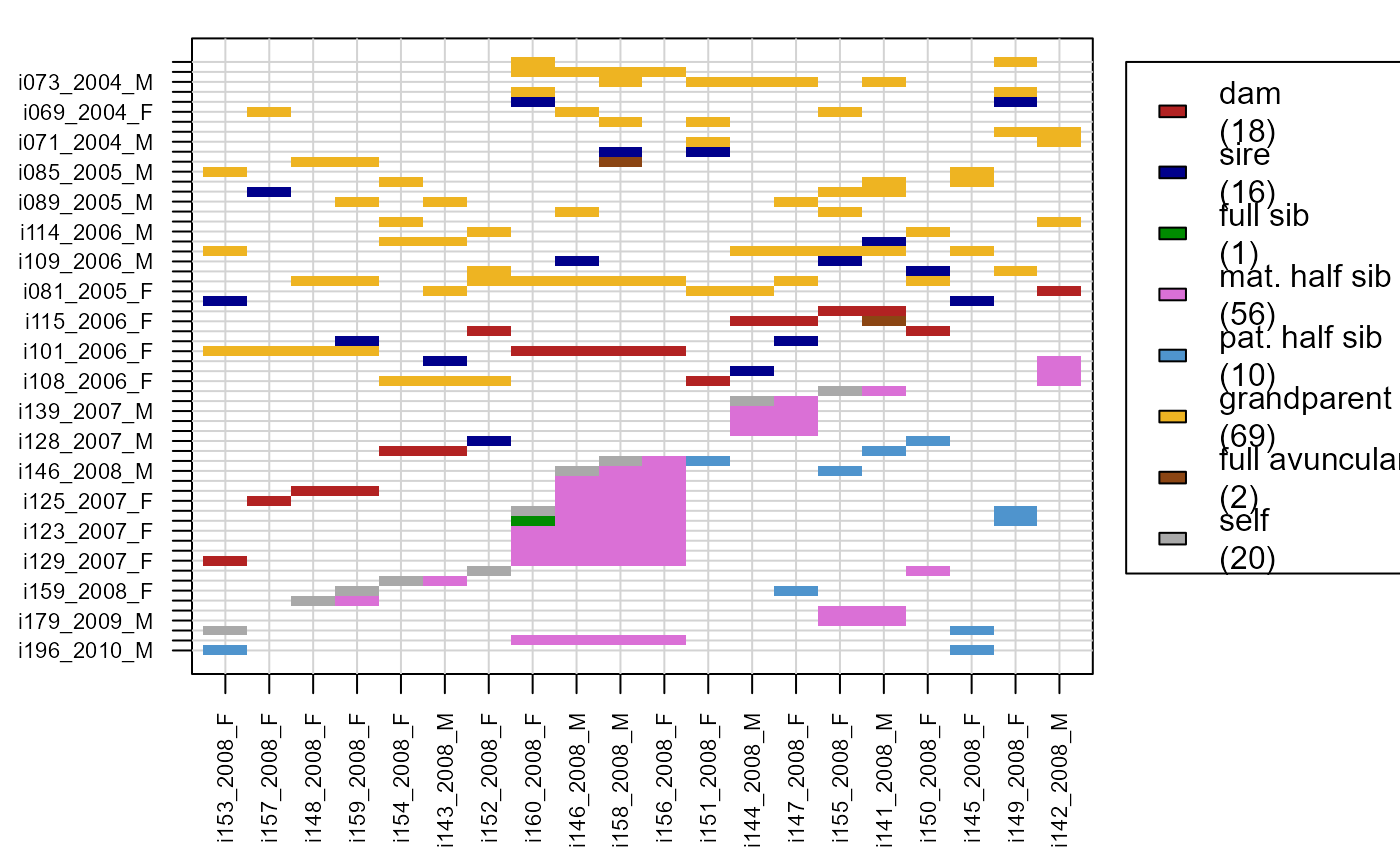 i073_2004_M
i069_2004_F
i071_2004_M
i085_2005_M
i089_2005_M
i114_2006_M
i109_2006_M
i081_2005_F
i115_2006_F
i101_2006_F
i108_2006_F
i139_2007_M
i128_2007_M
i146_2008_M
i125_2007_F
i123_2007_F
i129_2007_F
i159_2008_F
i179_2009_M
i196_2010_M
i153_2008_F
i157_2008_F
i148_2008_F
i159_2008_F
i154_2008_F
i143_2008_M
i152_2008_F
i160_2008_F
i146_2008_M
i158_2008_M
i156_2008_F
i151_2008_F
i144_2008_M
i147_2008_F
i155_2008_F
i141_2008_M
i150_2008_F
i145_2008_F
i149_2008_F
i142_2008_M
dam
(18)
sire
(16)
full sib
(1)
mat. half sib
(56)
pat. half sib
(10)
grandparent
(69)
full avuncular
(2)
self
(20)